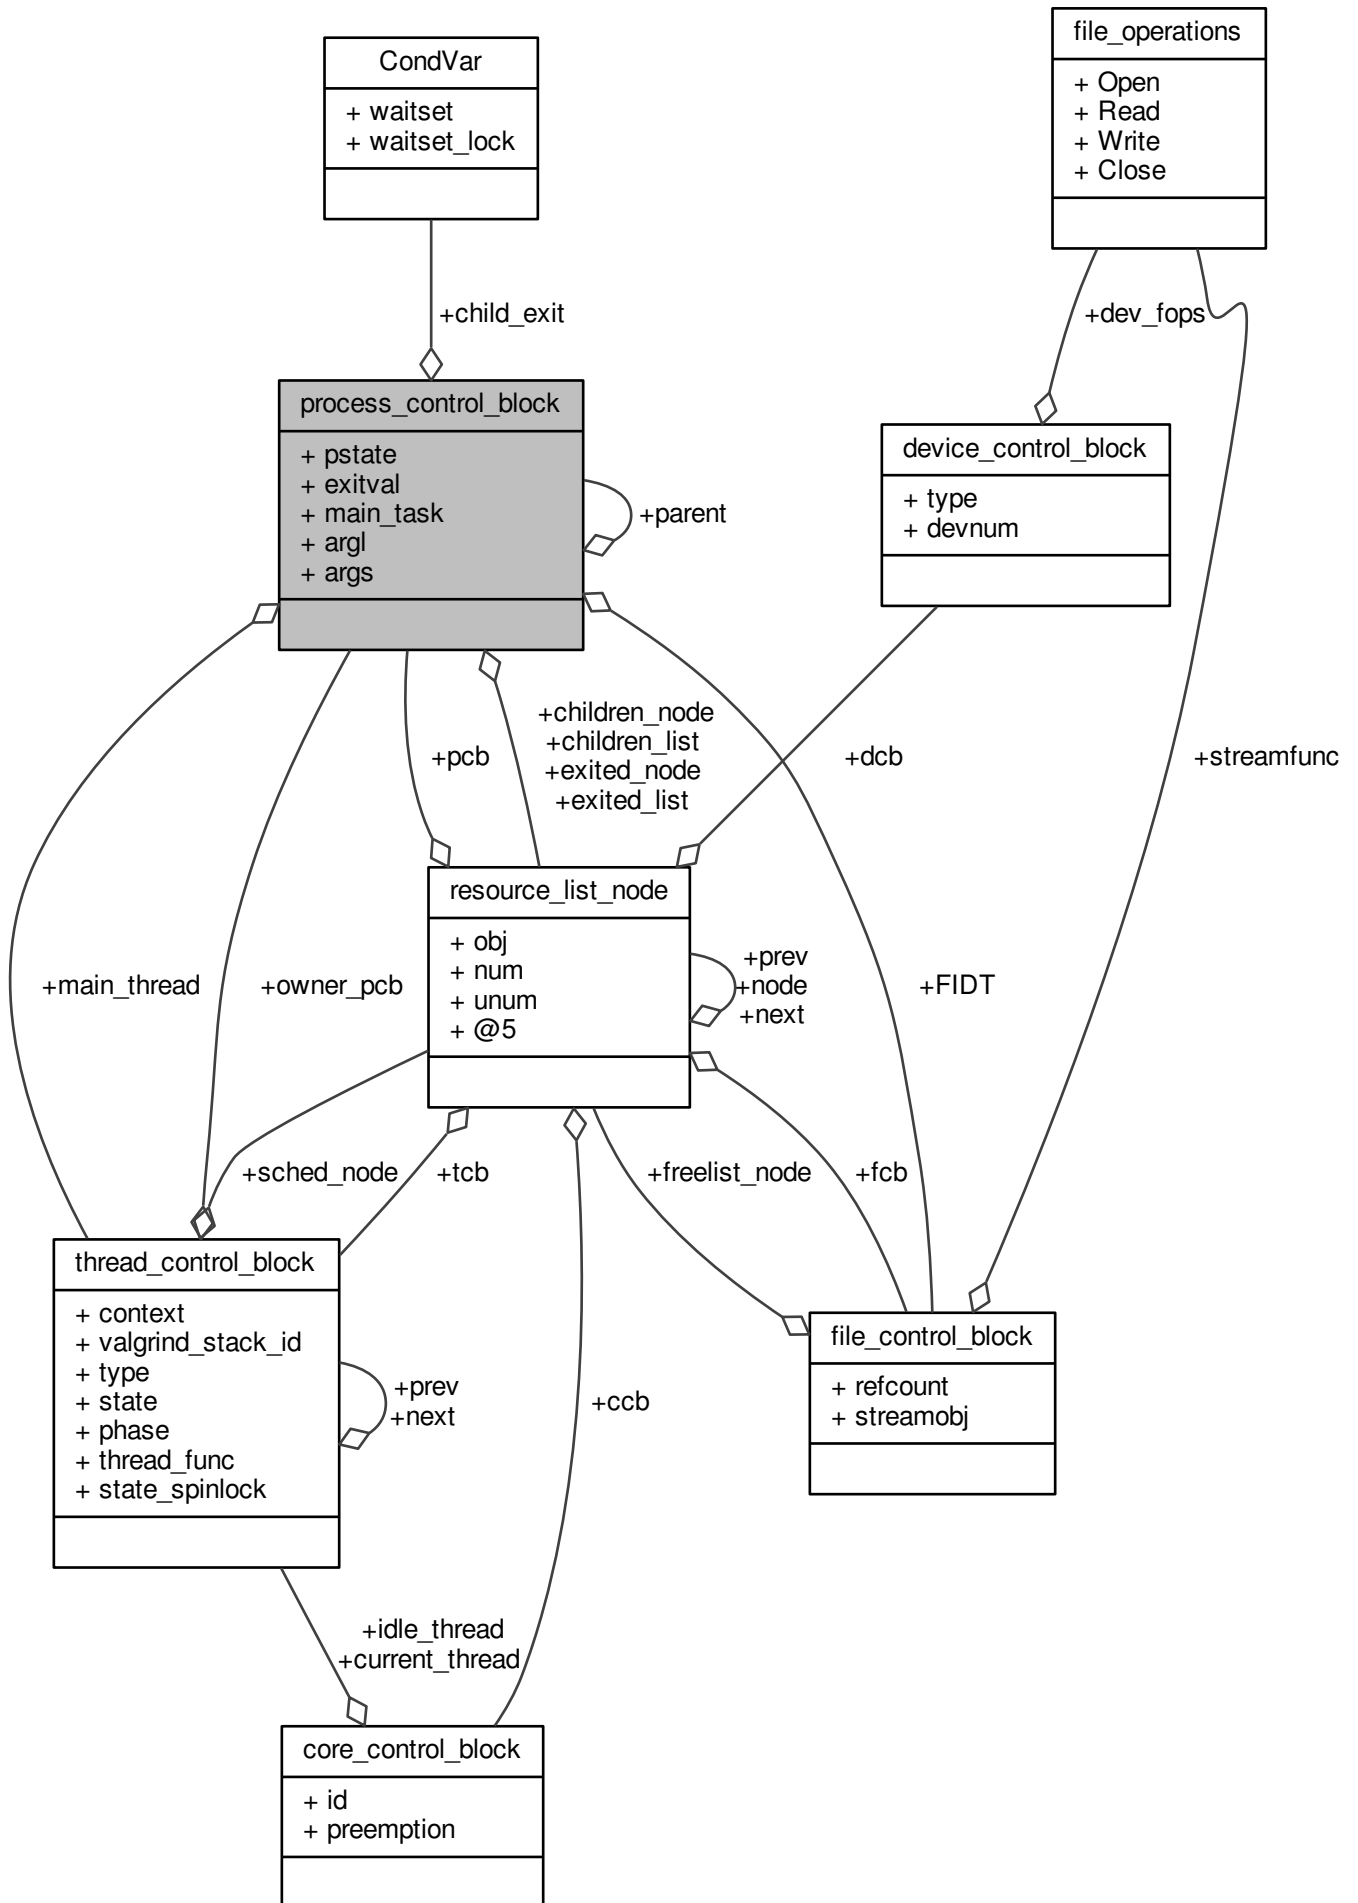 file_operations
+ Open
+ Read
+ Write
+ Close
CondVar
+ waitset
+ waitset_lock
+child_exit
+dev_fops
process_control_block
+ pstate
+ exitval
+ main_task
+ argl
+ args
+parent
device_control_block
+ type
+ devnum
+children_node
+children_list
+exited_node
+exited_list
+pcb
+dcb
+streamfunc
resource_list_node
+ obj
+ num
+ unum
+ @5
+prev
+node
+next
+main_thread
+owner_pcb
+FIDT
+sched_node
+tcb
+freelist_node
+fcb
thread_control_block
+ context
+ valgrind_stack_id
+ type
+ state
+ phase
+ thread_func
+ state_spinlock
+prev
+next
+ccb
file_control_block
+ refcount
+ streamobj
+idle_thread
+current_thread
core_control_block
+ id
+ preemption